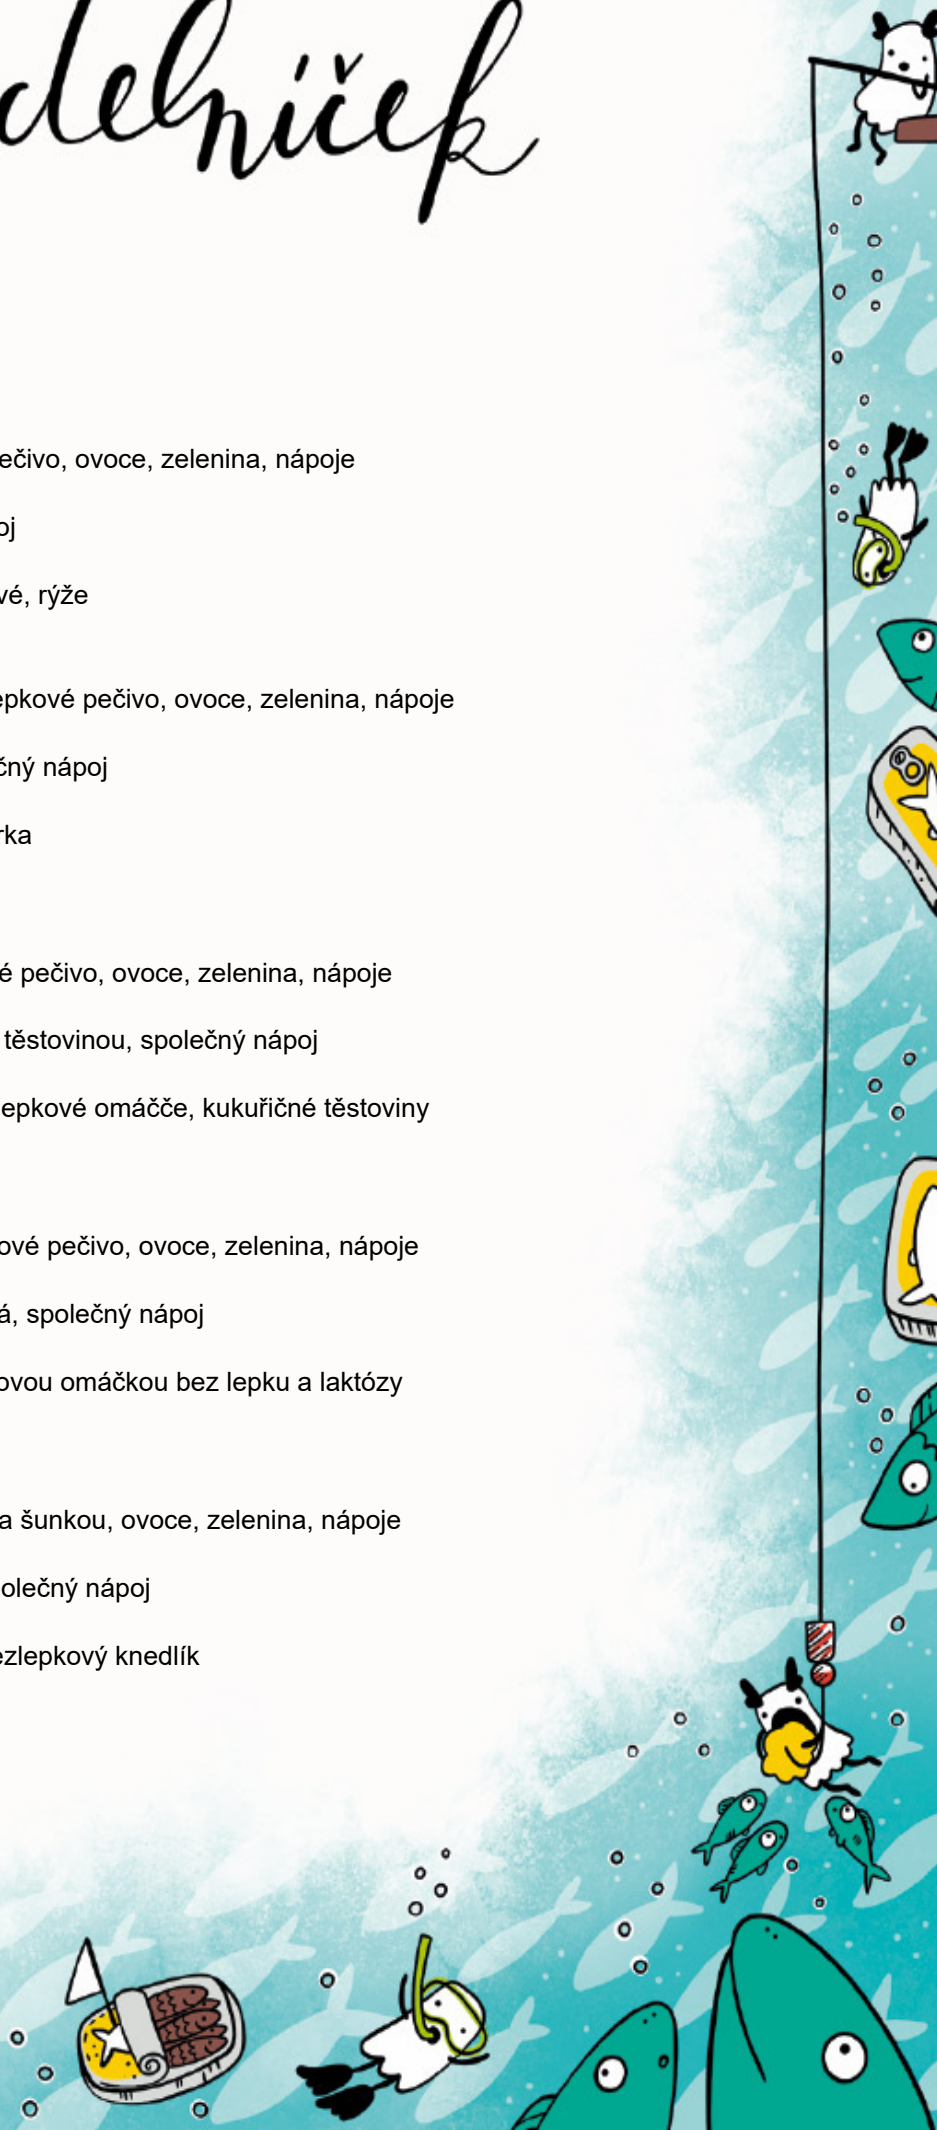 delníček
ečivo, ovoce, zelenina, nápoje
oj
vé, rýže
epkové pečivo, ovoce, zelenina, nápoje
čný nápoj
rka
é pečivo, ovoce, zelenina, nápoje
těstovinou, společný nápoj
lepkové omáčče, kukuřičné těstoviny
ové pečivo, ovoce, zelenina, nápoje
á, společný nápoj
ovou omáčkou bez lepku a laktózy
a šunkou, ovoce, zelenina, nápoje
olečný nápoj
ezlepkový knedlík